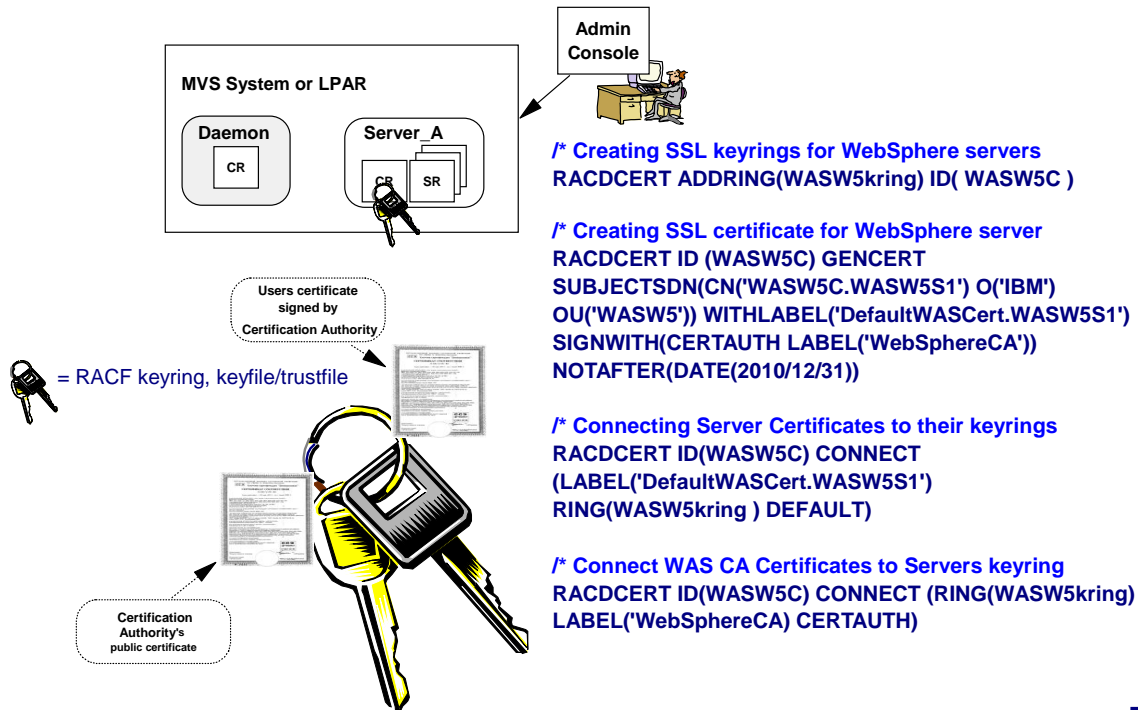 Admin
Console
MVS System or LPAR
Daemon
CR
Server_A
CR
SR
/* Creating SSL keyrings for WebSphere servers
RACDCERT ADDRING(WASW5kring) ID( WASW5C )
/* Creating SSL certificate for WebSphere server
RACDCERT ID (WASW5C) GENCERT
SUBJECTSDN(CN('WASW5C.WASW5S1') O('IBM')
OU('WASW5')) WITHLABEL('DefaultWASCert.WASW5S1')
SIGNWITH(CERTAUTH LABEL('WebSphereCA'))
NOTAFTER(DATE(2010/12/31))
/* Connecting Server Certificates to their keyrings
RACDCERT ID(WASW5C) CONNECT
(LABEL('DefaultWASCert.WASW5S1')
RING(WASW5kring ) DEFAULT)
/* Connect WAS CA Certificates to Servers keyring
RACDCERT ID(WASW5C) CONNECT (RING(WASW5kring)
LABEL('WebSphereCA) CERTAUTH)
Users certificate
signed by
Certification Authority
= RACF keyring, keyfile/trustfile
Certification
Authority's
public certificate